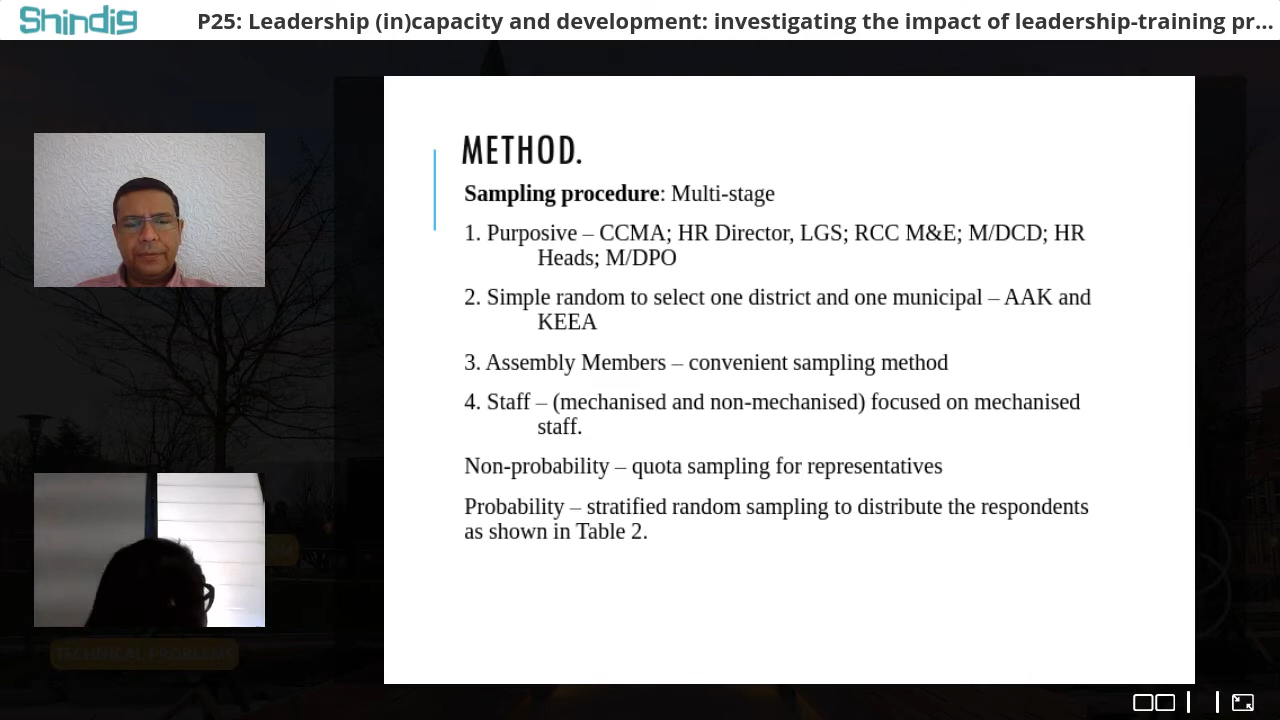 Shindig
P25: Leadership (in)capacity and development: investigating the impact of leadership-training pr...
METHOD.
Sampling procedure: Multi-stage
1. Purposive – CCMA; HR Director, LGS; RCC M&E; M/DCD; HR
Heads; M/DPO
2. Simple random to select one district and one municipal – AAK and
KEEA
3. Assembly Members – convenient sampling method
4. Staff – (mechanised and non-mechanised) focused on mechanised
staff.
Non-probability – quota sampling for representatives
Probability – stratified random sampling to distribute the respondents
as shown in Table 2.
TECHNICAL PROBLEMS